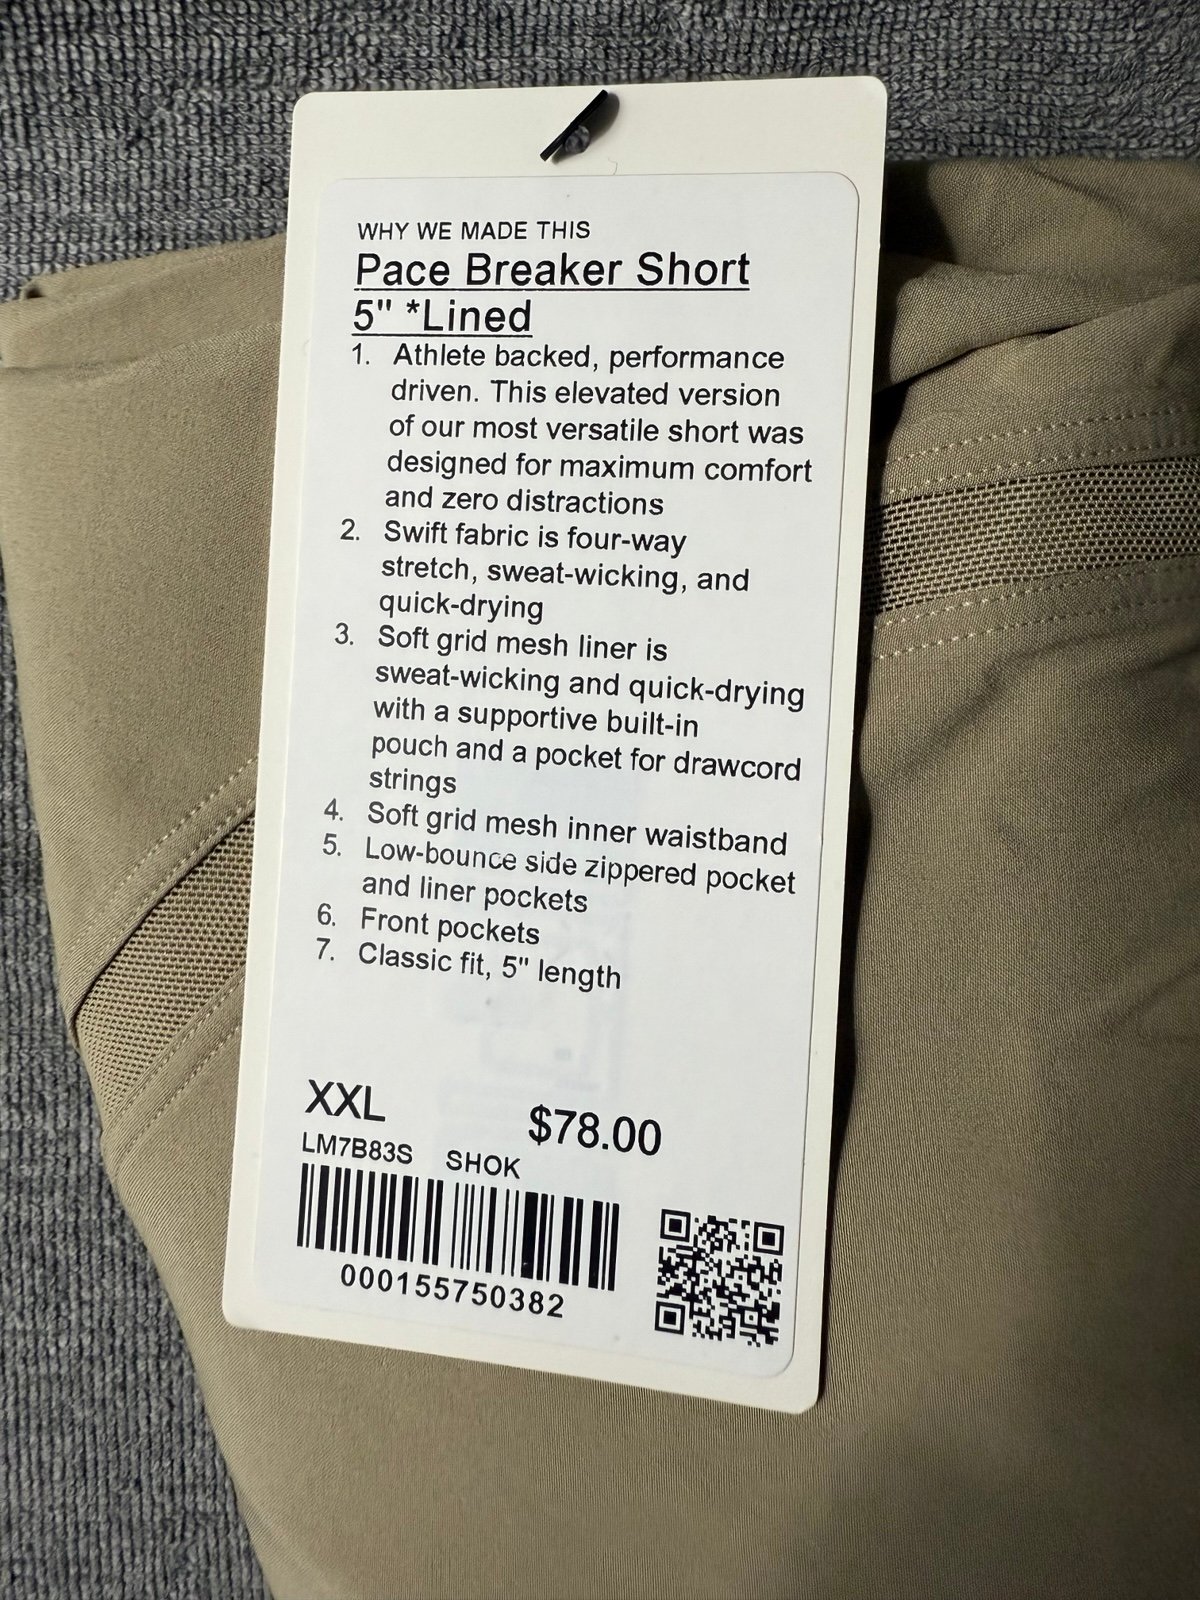 WHY WE MADE THIS
Pace Breaker Short
5" *Lined
1. Athlete backed, performance
driven. This elevated version
of our most versatile short was
designed for maximum comfort
and zero distractions
2. Swift fabric is four-way
stretch, sweat-wicking, and
quick-drying
3. Soft grid mesh liner is
sweat-wicking and quick-drying
with a supportive built-in
pouch and a pocket for drawcord
strings
4. Soft grid mesh inner waistband
5. Low-bounce side zippered pocket
and liner pockets
6. Front pockets
7. Classic fit, 5" length
XXL $78.00
LM7B83S SHOK
000155750382